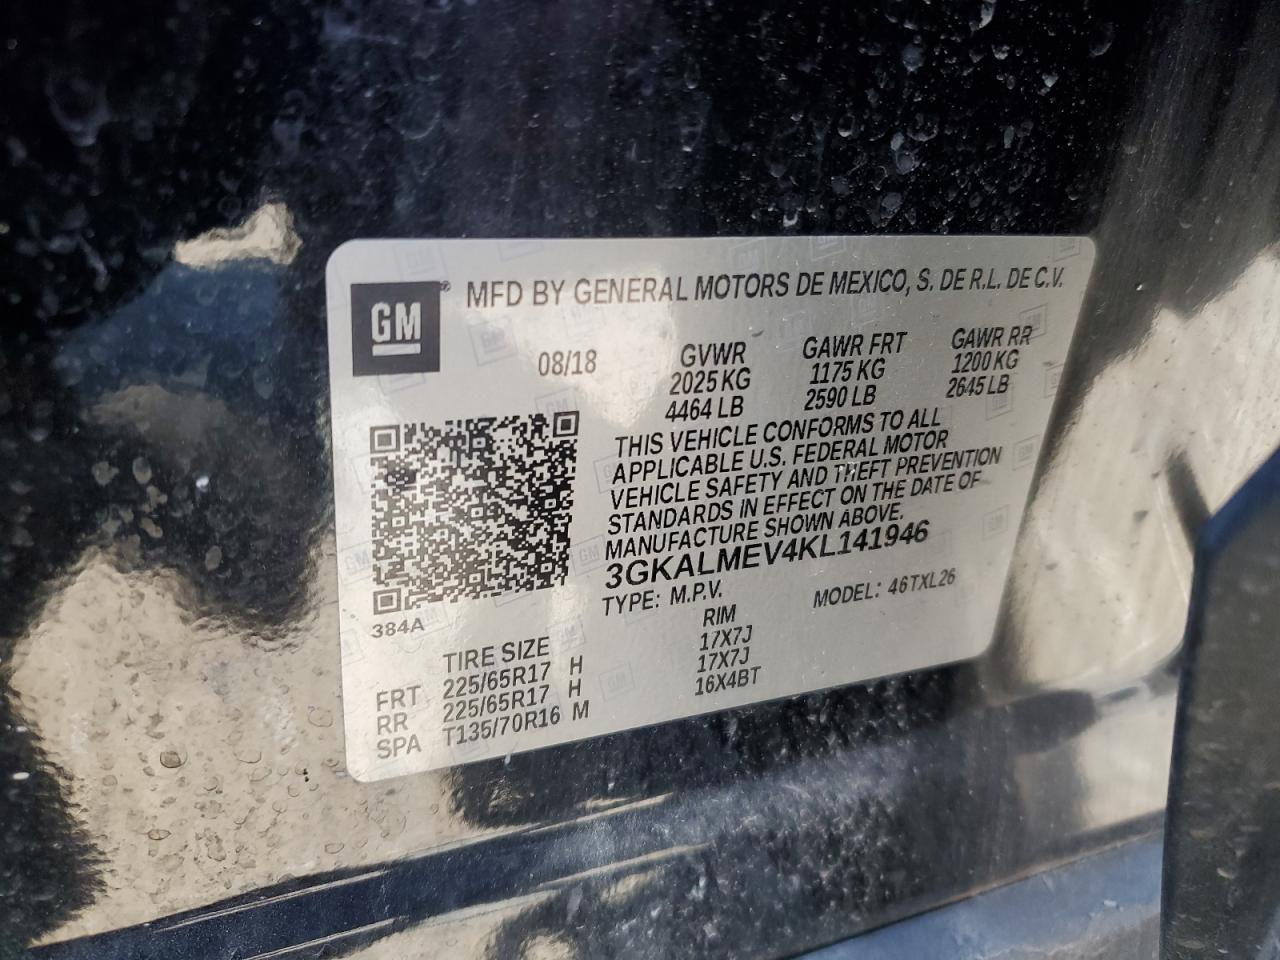 GM ® MFD BY GENERAL MOTORS DE MEXICO, S. DE R.L. DE C.V.
08/18 GVWR GAWR FRT GAWR RR
2025 KG 1175 KG 1200 KG
4464 LB 2590 LB 2645 LB
THIS VEHICLE CONFORMS TO ALL
APPLICABLE U.S. FEDERAL MOTOR
VEHICLE SAFETY AND THEFT PREVENTION
STANDARDS IN EFFECT ON THE DATE OF
MANUFACTURE SHOWN ABOVE.
3GKALMEV4KL141946
TYPE: M.P.V. MODEL: 46TXL26
384A
TIRE SIZE RIM
FRT 225/65R17 H 17X7J
RR 225/65R17 H 17X7J
SPA T135/70R16 M 16X4BT